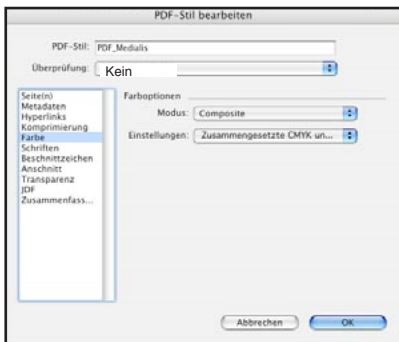 PDF-Stil bearbeiten
PDF-Stil: PDF_Medialis
Überprüfung: Kein
Seite(n)
Metadaten
Hyperlinks
Komprimierung
Farbe
Schriften
Beschnittzeichen
Anschnitt
Transparenz
JDF
Zusammenfass...
Farboptionen
Modus: Composite
Einstellungen: Zusammengesetzte CMYK un...
Abbrechen OK